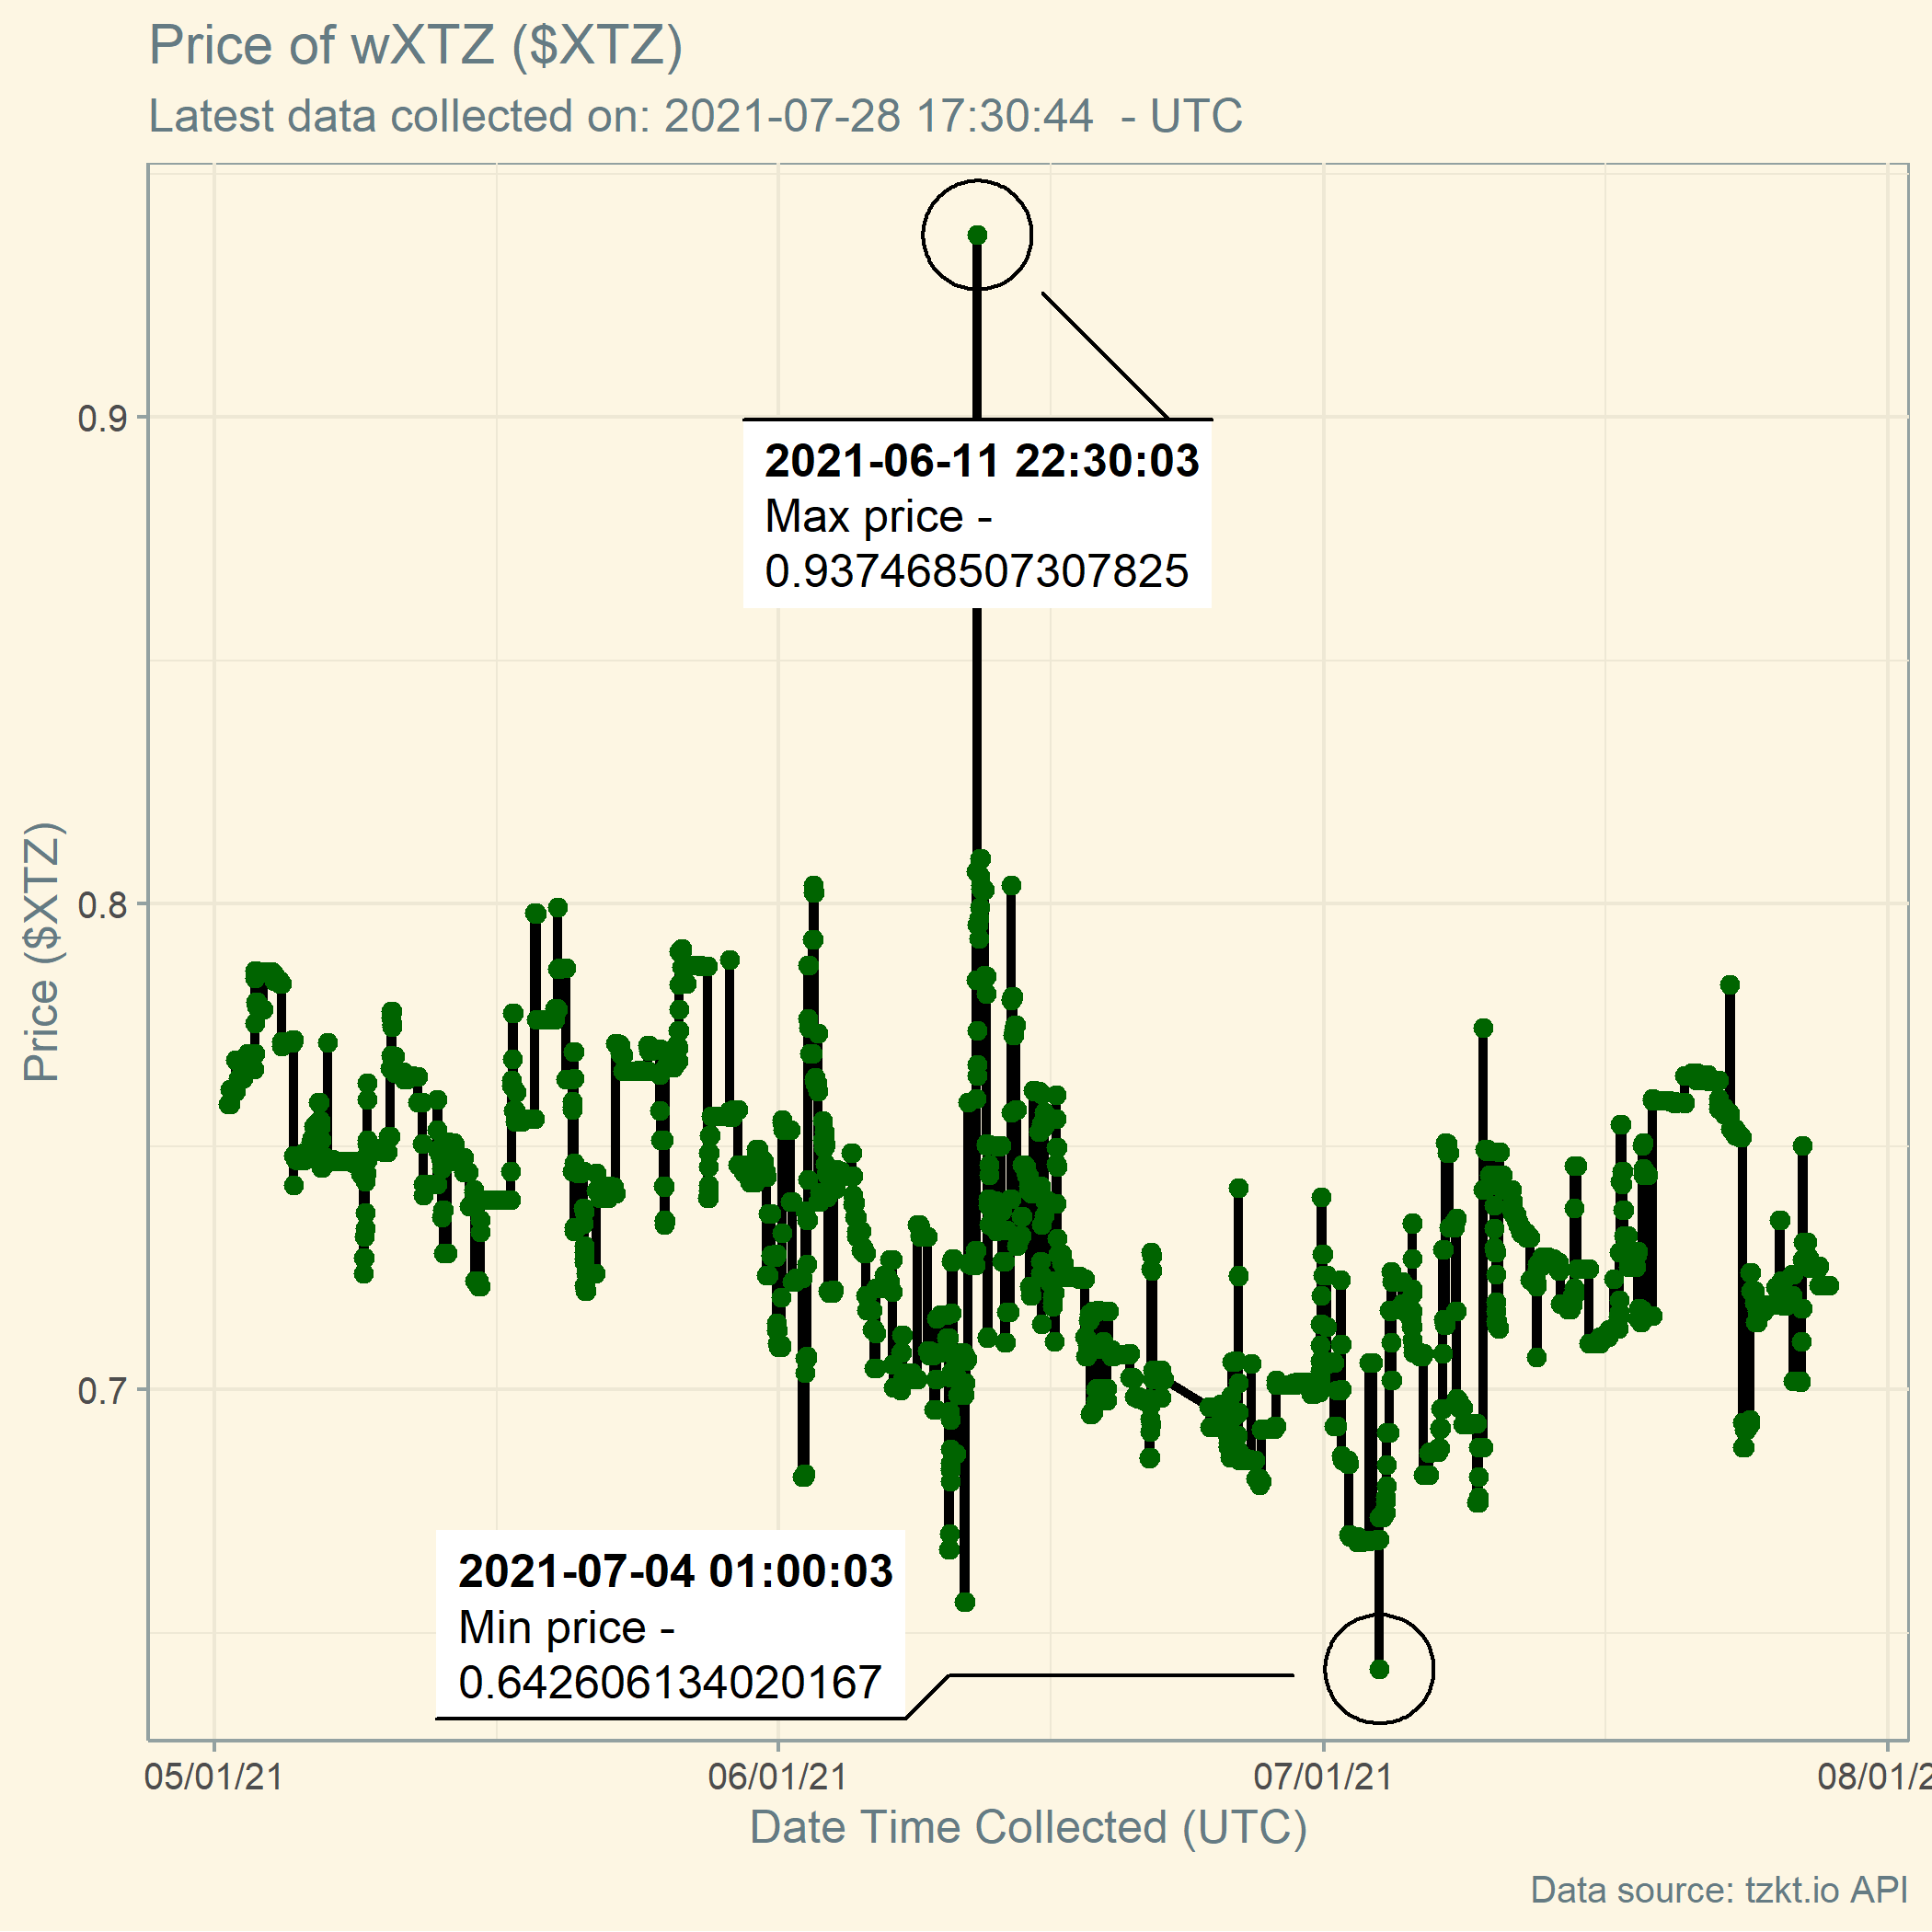 Price of wXTZ ($XTZ)
Latest data collected on: 2021-07-28 17:30:44  - UTC
Price ($XTZ)
0.9
0.8
0.7
2021-06-11 22:30:03
Max price -
0.937468507307825
2021-07-04 01:00:03
Min price -
0.642606134020167
05/01/21
06/01/21
07/01/21
08/01/2
Date Time Collected (UTC)
Data source: tzkt.io API